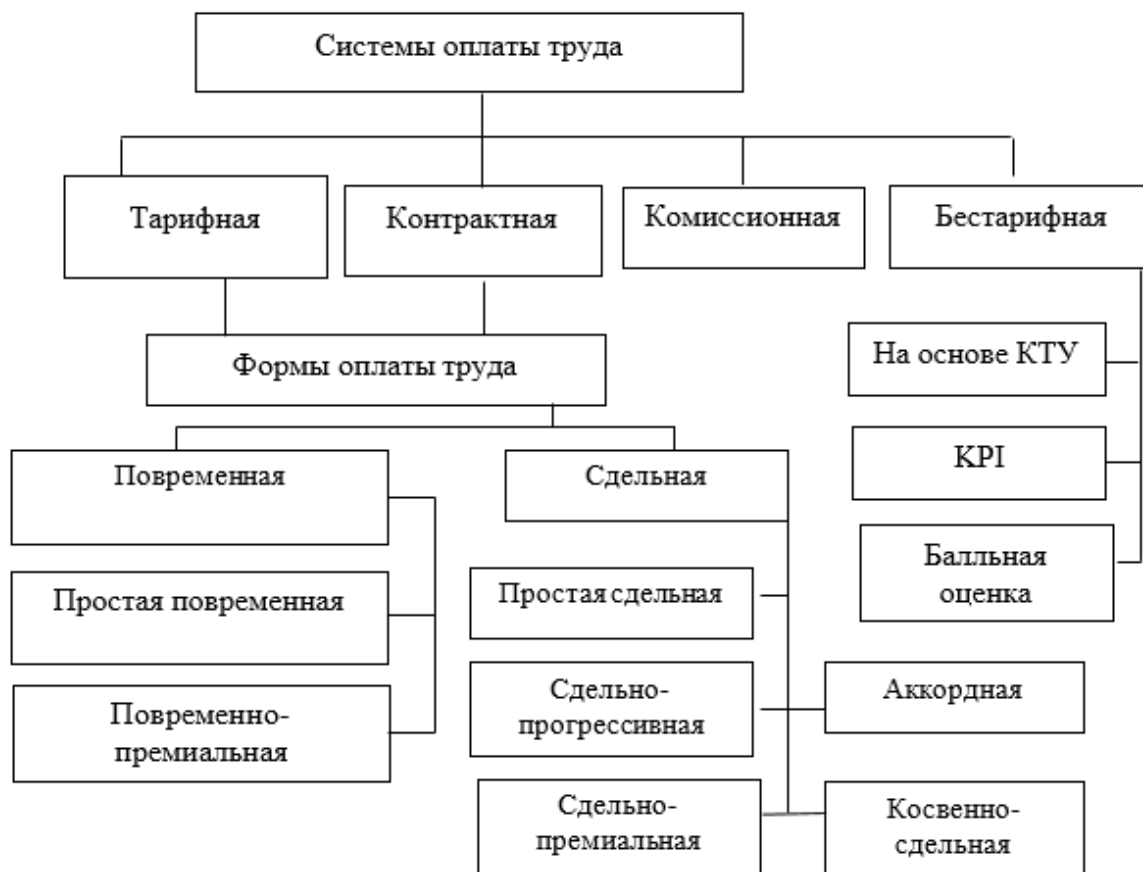 Системы оплаты труда
Тарифная
Контрактная
Комиссионная
Бестарифная
Формы оплаты труда
На основе КТУ
Повременная
Сдельная
KPI
Простая повременная
Простая сдельная
Балльная
оценка
Повременно-
премиальная
Сдельно-
прогрессивная
Аккордная
Сдельно-
премиальная
Косвенно-
сдельная